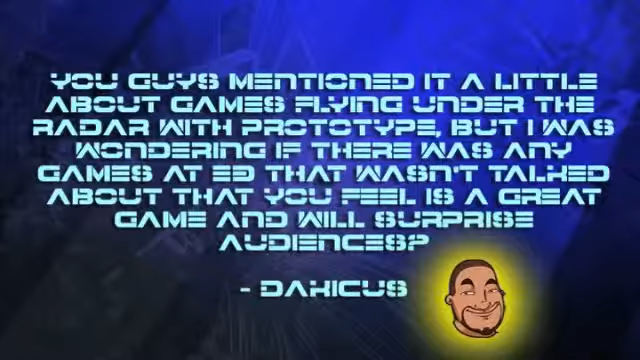 YOU GUYS MENTIONED IT A LITTLE
ABOUT GAMES FLYING UNDER THE
RADAR WITH PROTOTYPE, BUT I WAS
WONDERING IF THERE WAS ANY
GAMES AT E3 THAT WASN'T TALKED
ABOUT THAT YOU FEEL IS A GREAT
GAME AND WILL SURPRISE
AUDIENCES?
- DAXICUS